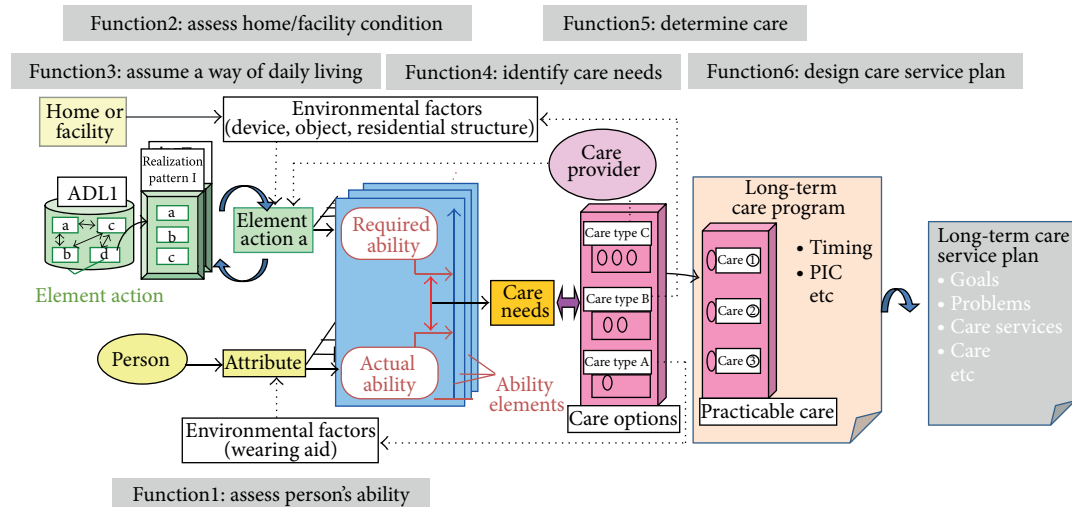 Function2: assess home/facility condition
Function5: determine care
Function3: assume a way of daily living
Function4: identify care needs
Function6: design care service plan
Home or
facility
Environmental factors
(device, object, residential structure)
Care
provider
Realization
pattern I
ADL1
a
c
b
d
a
b
c
Element
action a
Element action
Required
ability
Actual
ability
Ability
elements
Care
needs
Care type C
Care type B
Care type A
Care options
Long-term
care program
Care ①
Care ②
Care ③
• Timing
• PIC
etc
Practicable care
Long-term care
service plan
• Goals
• Problems
• Care services
• Care
etc
Person
Attribute
Environmental factors
(wearing aid)
Function1: assess person's ability